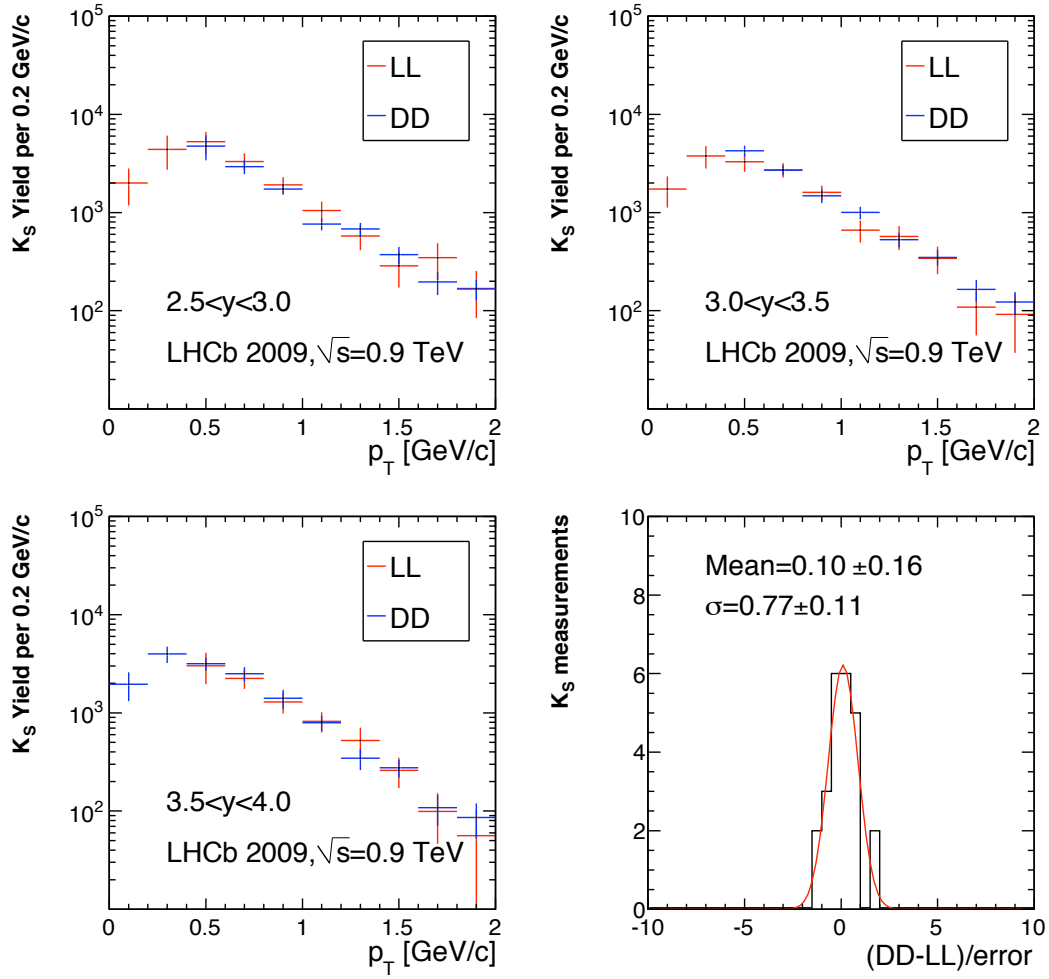 K_S Yield per 0.2 GeV/c
10^5
10^4
10^3
10^2
LL
DD
2.5<y<3.0
LHCb 2009,√s=0.9 TeV
0 0.5 1 1.5 2
p_T [GeV/c]
K_S Yield per 0.2 GeV/c
10^5
10^4
10^3
10^2
LL
DD
3.0<y<3.5
LHCb 2009,√s=0.9 TeV
0 0.5 1 1.5 2
p_T [GeV/c]
K_S Yield per 0.2 GeV/c
10^5
10^4
10^3
10^2
LL
DD
3.5<y<4.0
LHCb 2009,√s=0.9 TeV
0 0.5 1 1.5 2
p_T [GeV/c]
K_S measurements
10
8
6
4
2
0
Mean=0.10 ±0.16
σ=0.77±0.11
-10 -5 0 5 10
(DD-LL)/error